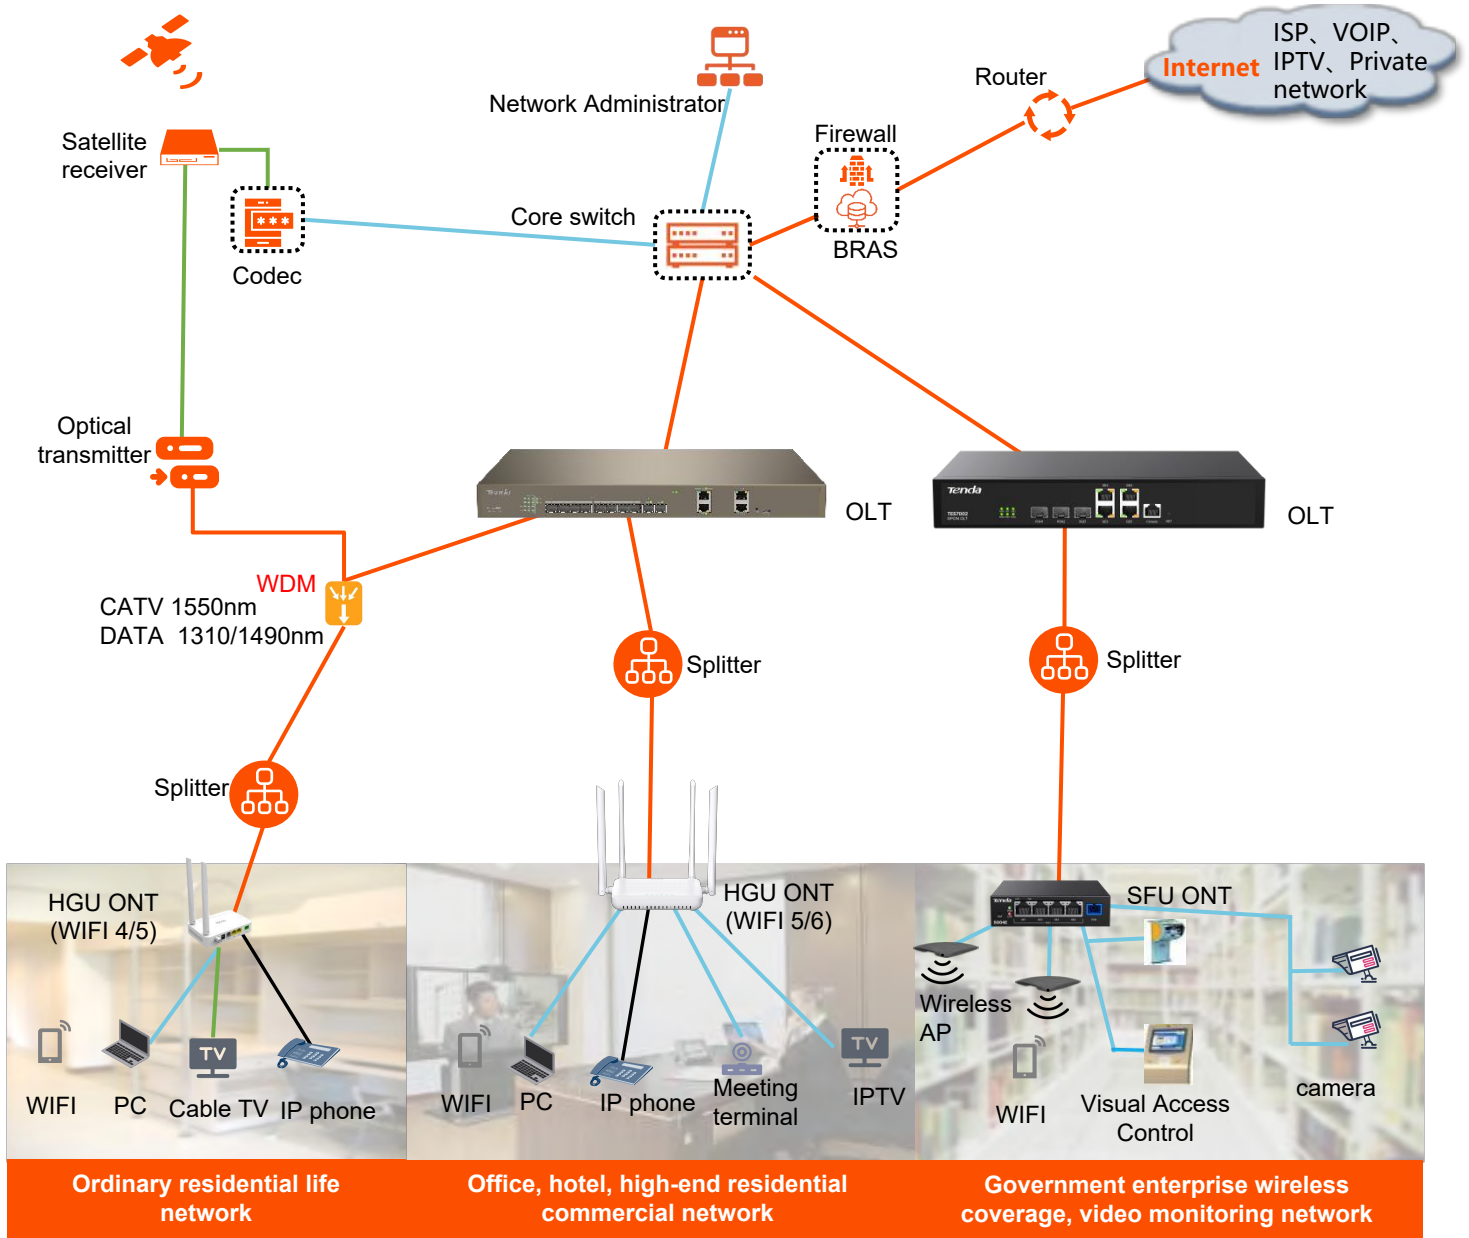 ISP、VOIP、
Internet IPTV、Private
network
Router
Network Administrator
Firewall
Satellite
receiver
***
Core switch
BRAS
Codec
Optical
transmitter
Tenda
OLT
Tenda
TES7002
OLT
WDM
CATV 1550nm
DATA 1310/1490nm
Splitter
Splitter
Splitter
HGU ONT
(WIFI 4/5)
HGU ONT
(WIFI 5/6)
Tenda
SFU ONT
Wireless
AP
TV
TV
WIFI
PC
Cable TV
IP phone
WIFI
PC
IP phone
Meeting
terminal
IPTV
WIFI
Visual Access
Control
camera
Ordinary residential life
network
Office, hotel, high-end residential
commercial network
Government enterprise wireless
coverage, video monitoring network